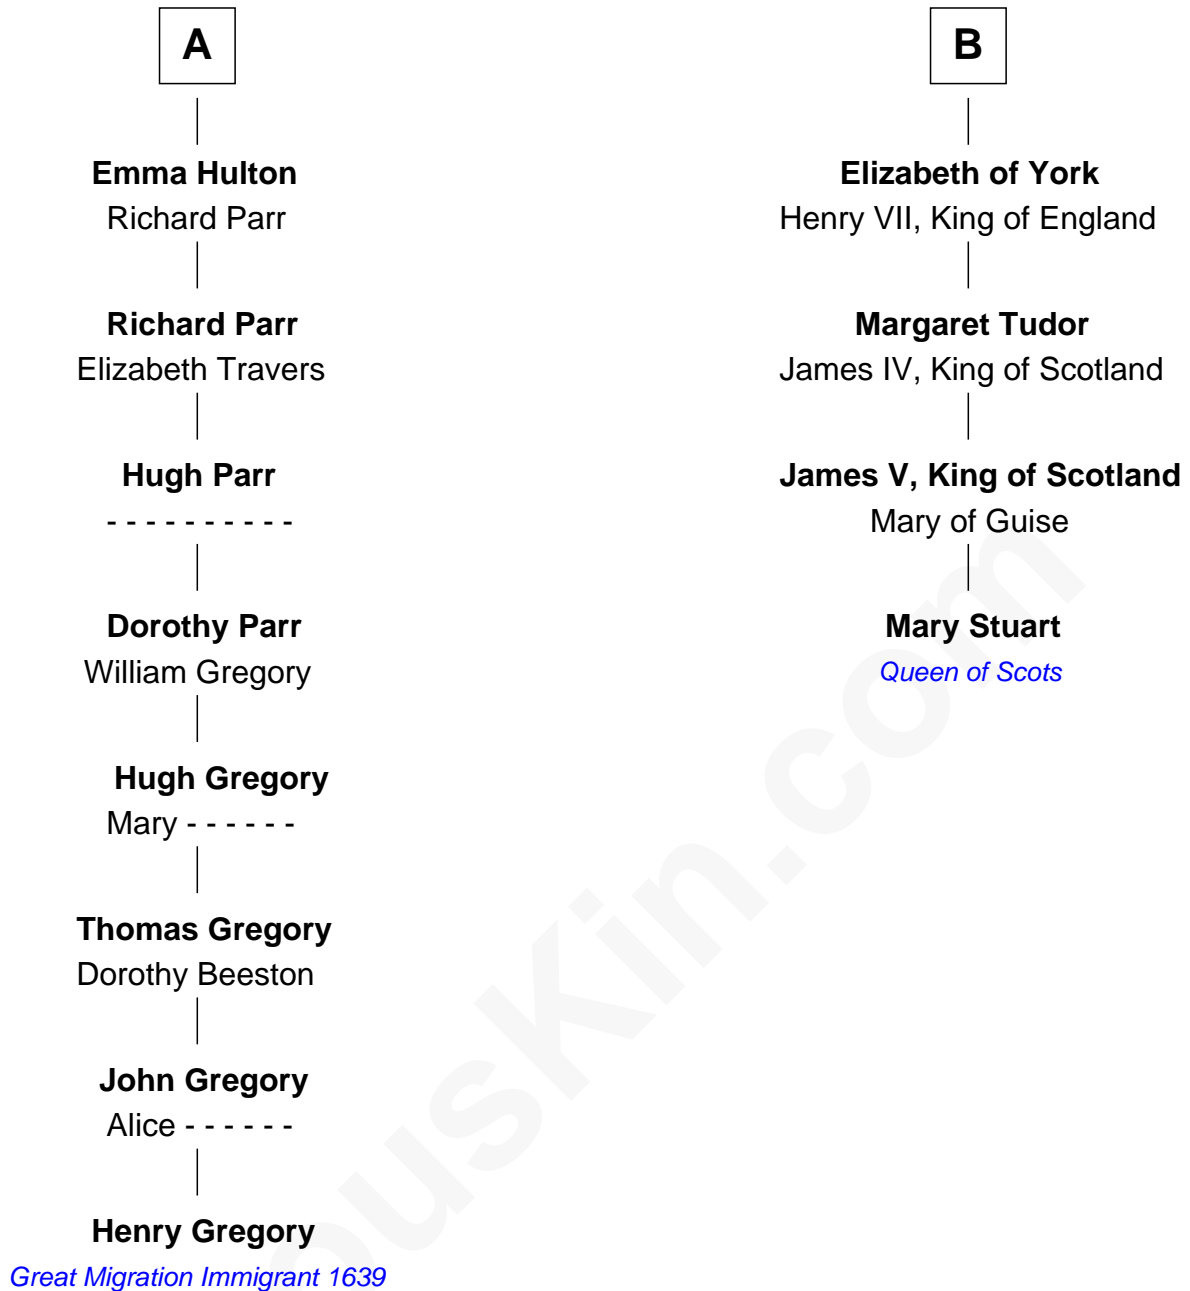 A
Emma Hulton
Richard Parr
Richard Parr
Elizabeth Travers
Hugh Parr
- - - - - - - - - -
Dorothy Parr
William Gregory
Hugh Gregory
Mary - - - - - -
Thomas Gregory
Dorothy Beeston
John Gregory
Alice - - - - - -
Henry Gregory
Great Migration Immigrant 1639
B
Elizabeth of York
Henry VII, King of England
Margaret Tudor
James IV, King of Scotland
James V, King of Scotland
Mary of Guise
Mary Stuart
Queen of Scots
ousKin.com